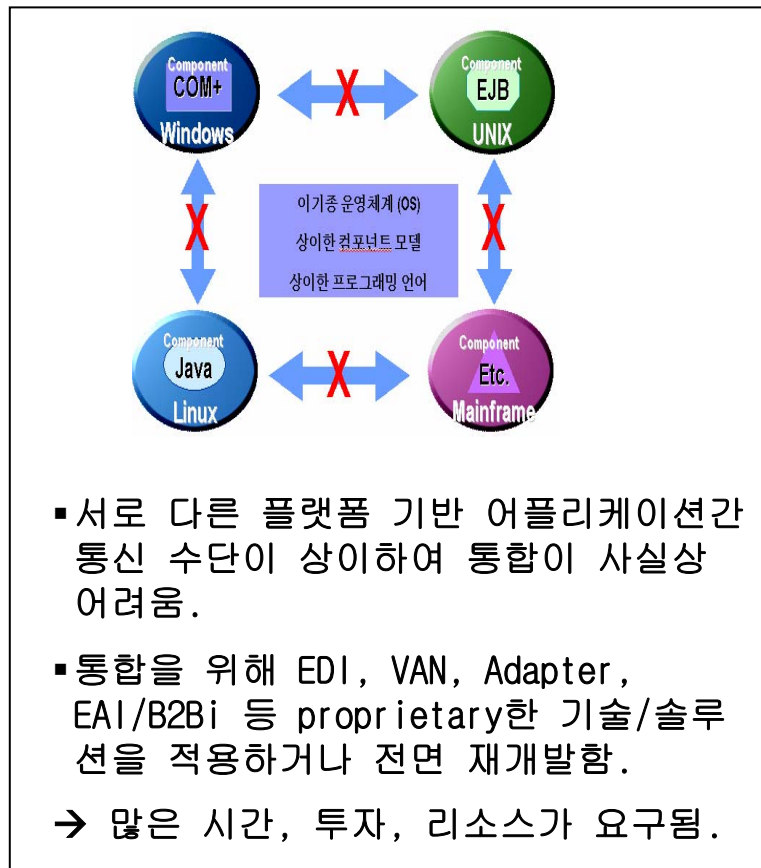 Component
COM+
Windows
Component
EJB
UNIX
X
X
X
X
이기종 운영체계 (OS)
상이한 컴포넌트 모델
상이한 프로그래밍 언어
Component
Java
Linux
Component
Etc.
Mainframe
▪서로 다른 플랫폼 기반 어플리케이션간
통신 수단이 상이하여 통합이 사실상
어려움.
▪통합을 위해 EDI, VAN, Adapter,
EAI/B2Bi 등 proprietary한 기술/솔루
션을 적용하거나 전면 재개발함.
→ 많은 시간, 투자, 리소스가 요구됨.